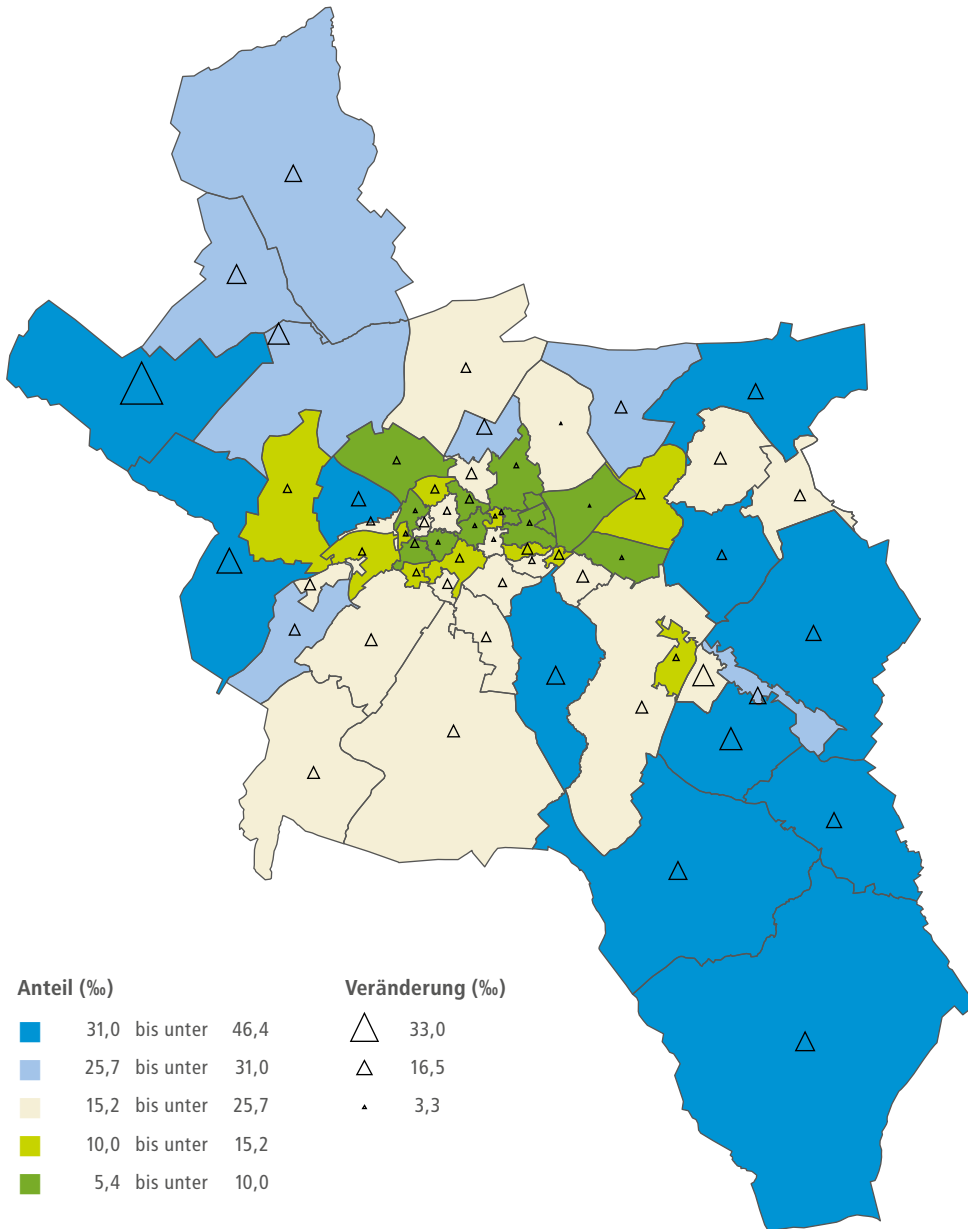 Anteil (‰)
31,0 bis unter 46,4
25,7 bis unter 31,0
15,2 bis unter 25,7
10,0 bis unter 15,2
5,4 bis unter 10,0
Veränderung (‰)
33,0
16,5
3,3